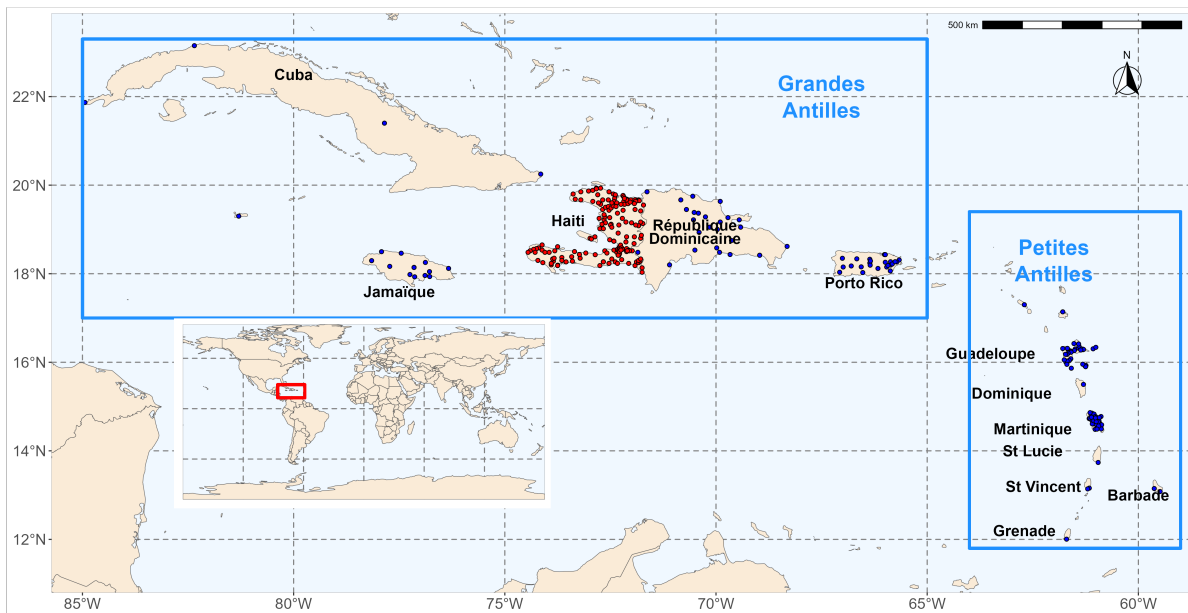 500 km
N
Grandes
Antilles
Cuba
22°N
20°N
Haiti
République
Dominicaine
Petites
Antilles
18°N
Jamaïque
Porto Rico
16°N
Guadeloupe
Dominique
Martinique
14°N
St Lucie
St Vincent
Barbade
12°N
Grenade
85°W
80°W
75°W
70°W
65°W
60°W